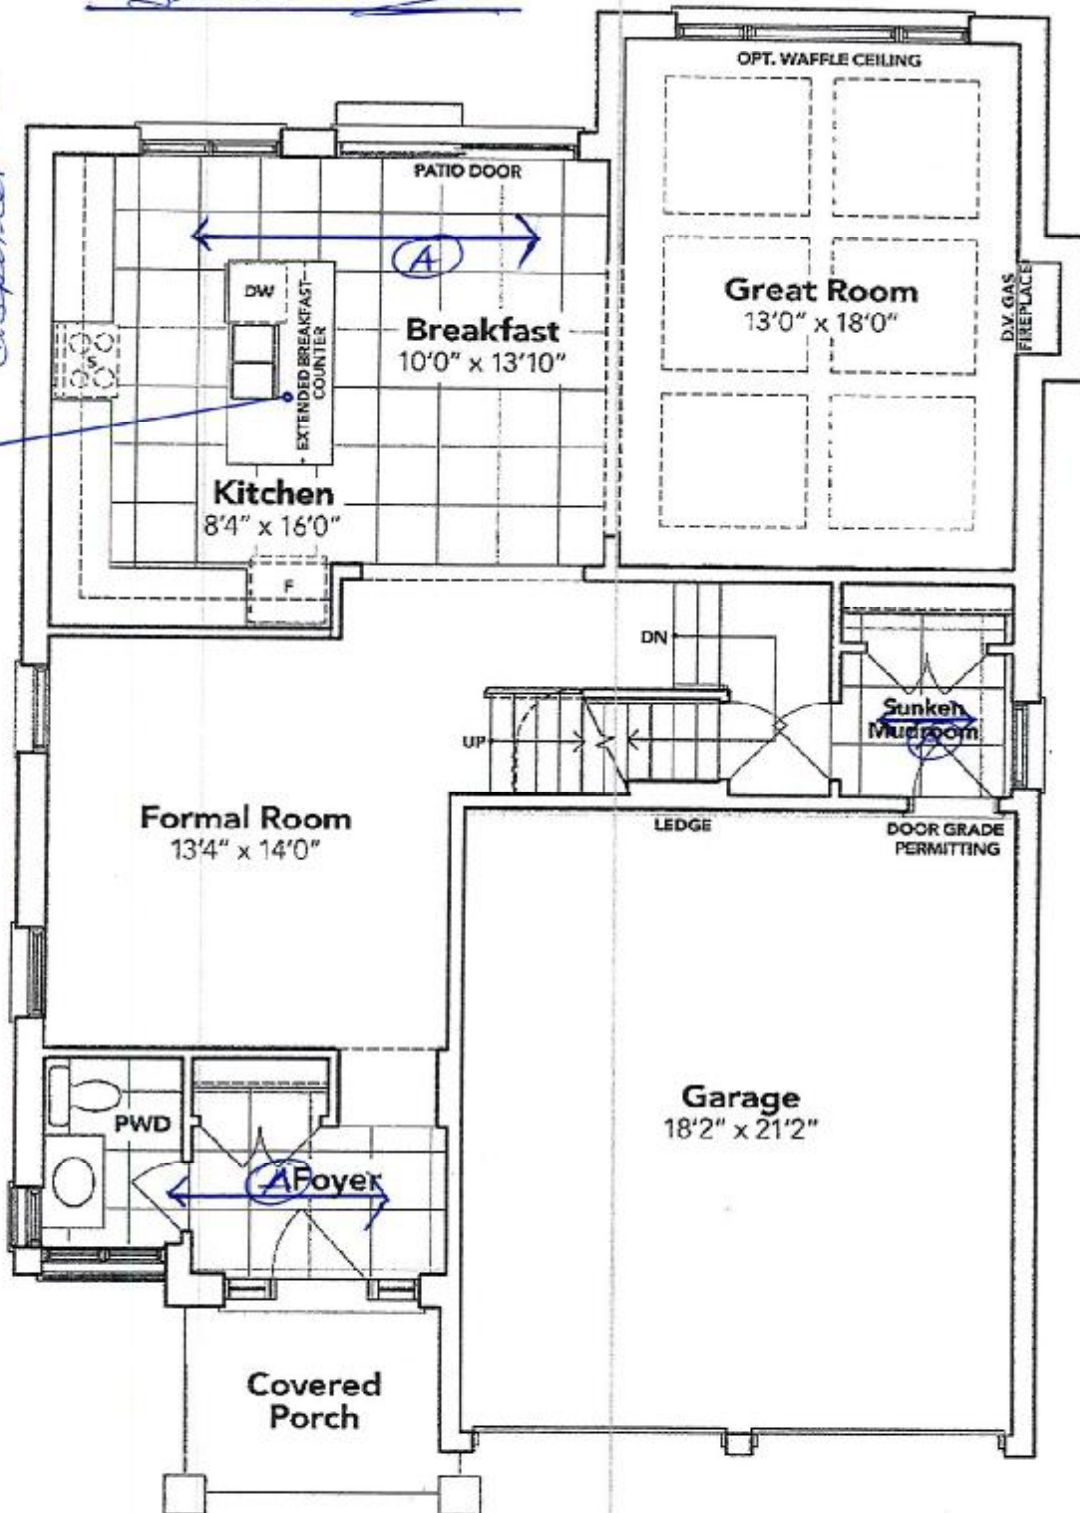 OPT. WAFFLE CEILING
PATIO DOOR
A
DW
EXTENDED BREAKFAST
COUNTER
S
Breakfast
10'0" x 13'10"
Great Room
13'0" x 18'0"
D.V. GAS
FIREPLACE
Kitchen
8'4" x 16'0"
F
DN
UP
Sunken
Mudroom
A
Formal Room
13'4" x 14'0"
LEDGE
DOOR GRADE
PERMITTING
PWD
A Foyer
Garage
18'2" x 21'2"
Covered
Porch